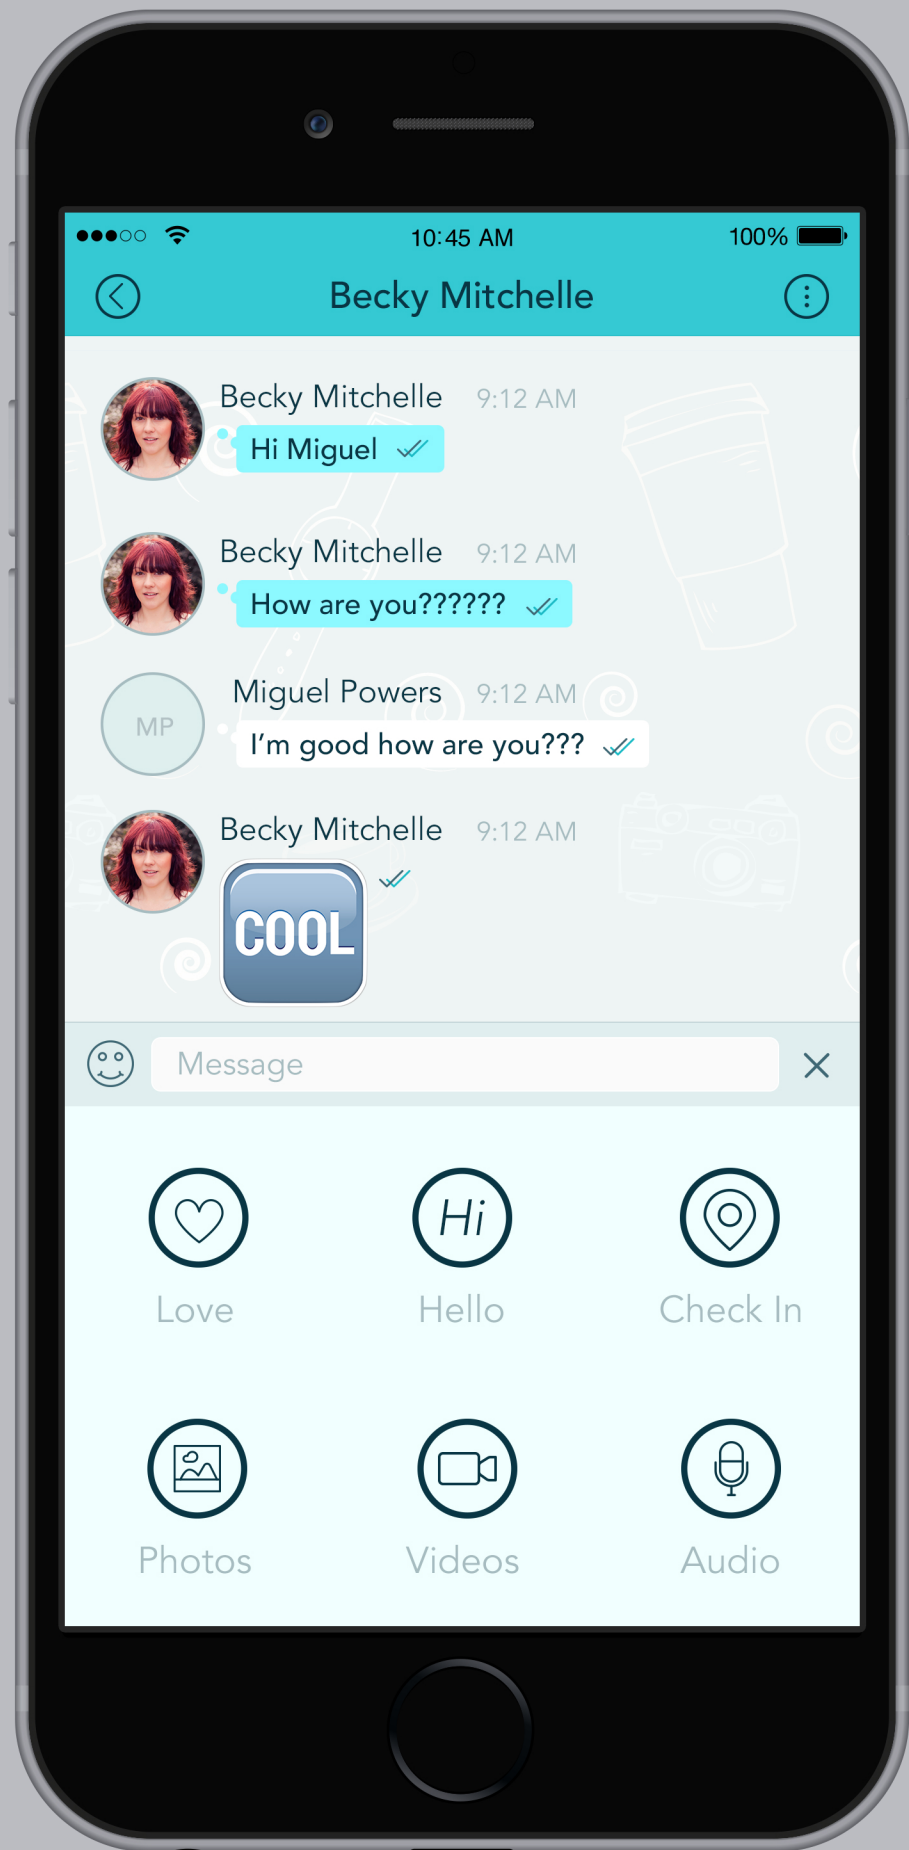 10:45 AM 100%
Becky Mitchelle
Becky Mitchelle 9:12 AM
Hi Miguel
Becky Mitchelle 9:12 AM
How are you??????
MP Miguel Powers 9:12 AM
I'm good how are you???
Becky Mitchelle 9:12 AM
COOL
Message
Hi
Love Hello Check In
Photos Videos Audio